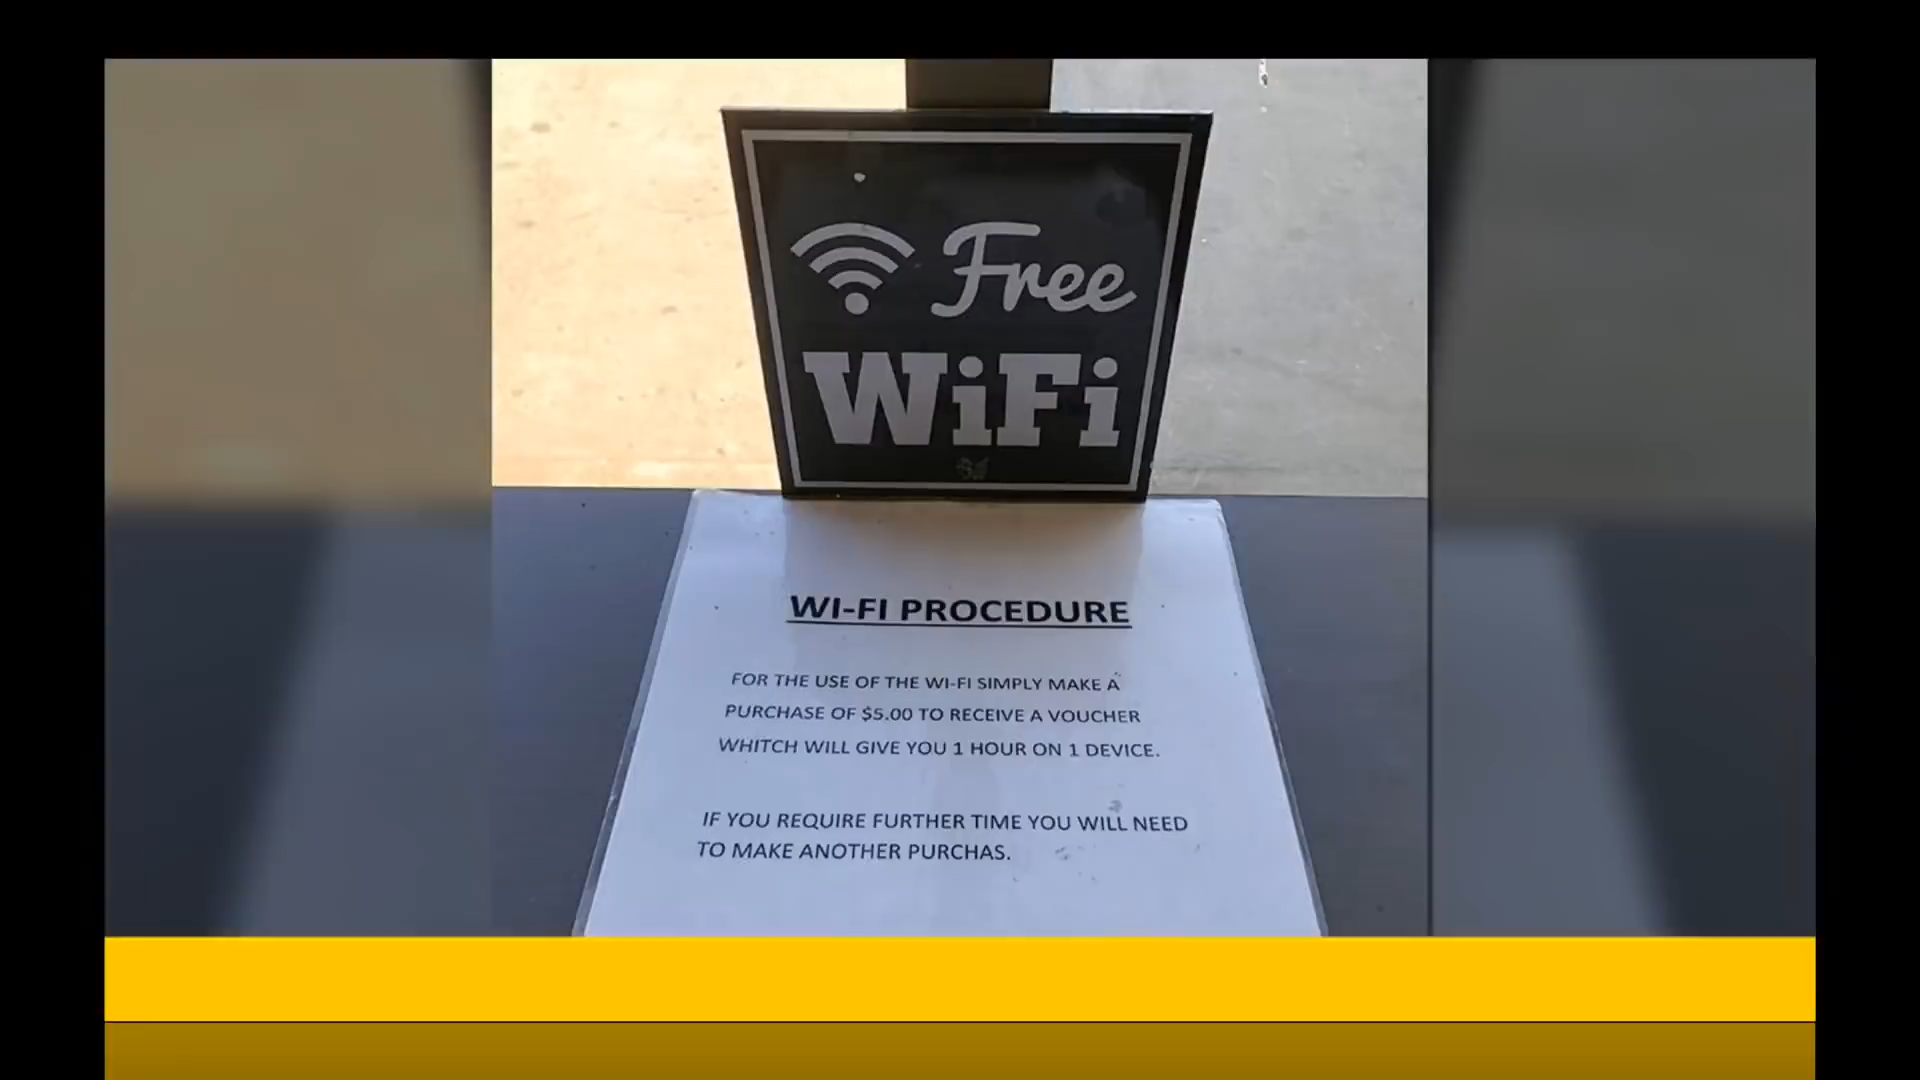 Free
WiFi
WI-FI PROCEDURE
FOR THE USE OF THE WI-FI SIMPLY MAKE A
PURCHASE OF $5.00 TO RECEIVE A VOUCHER
WHITCH WILL GIVE YOU 1 HOUR ON 1 DEVICE.
IF YOU REQUIRE FURTHER TIME YOU WILL NEED
TO MAKE ANOTHER PURCHAS.